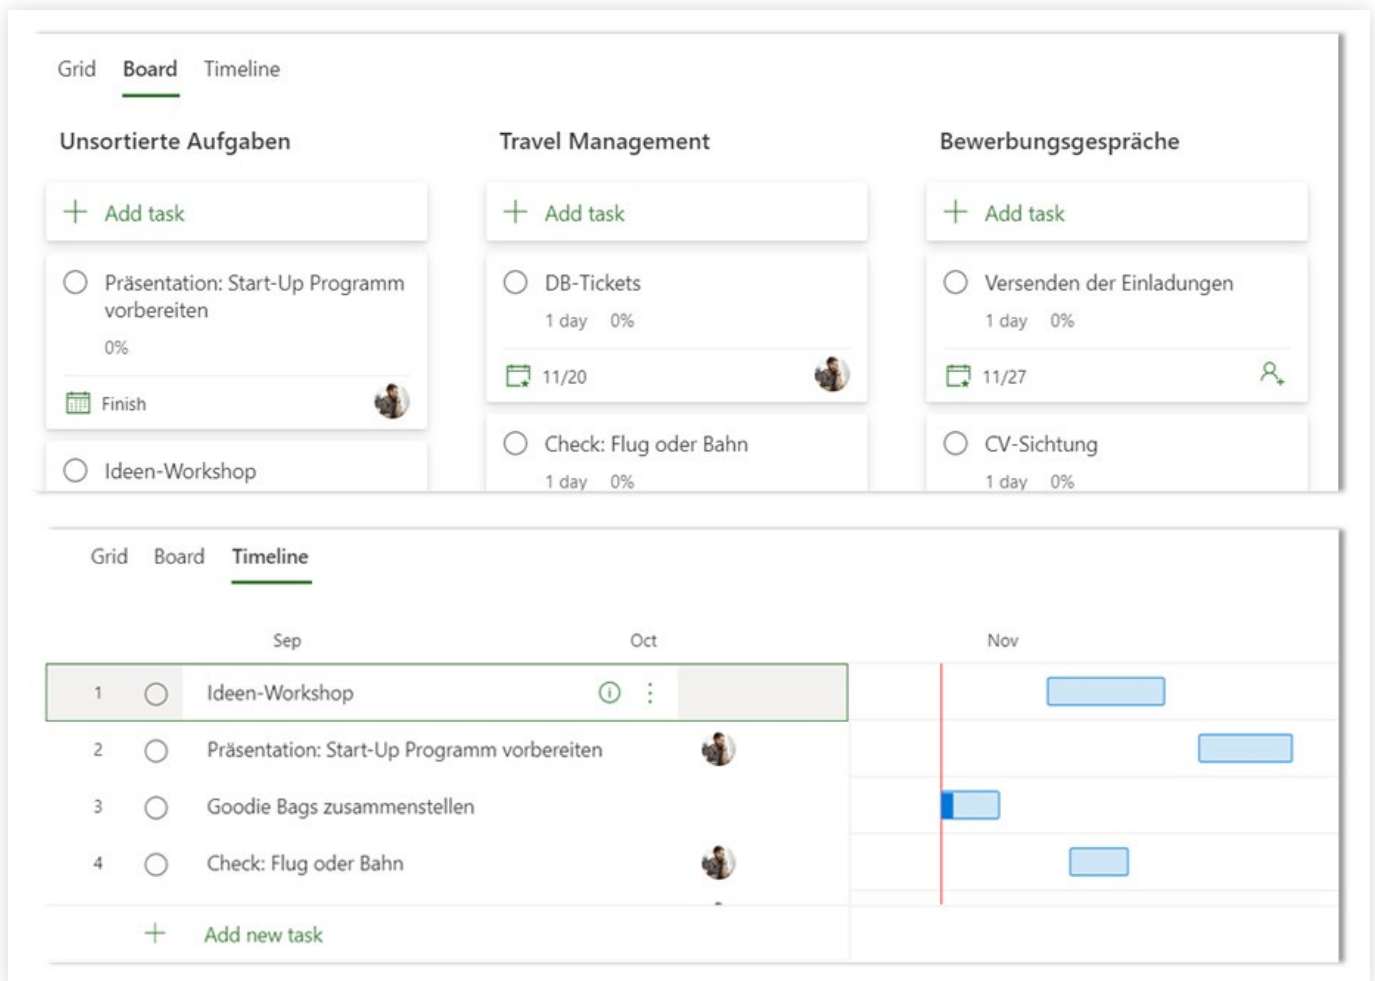 Grid Board Timeline
Unsortierte Aufgaben Travel Management Bewerbungsgespräche
Add task Add task Add task
Präsentation: Start-Up Programm
vorbereiten
0%
Finish
Ideen-Workshop
DB-Tickets
1 day 0%
11/20
Check: Flug oder Bahn
1 day 0%
Versenden der Einladungen
1 day 0%
11/27
CV-Sichtung
1 day 0%
Grid Board Timeline
Sep Oct Nov
1 Ideen-Workshop
2 Präsentation: Start-Up Programm vorbereiten
3 Goodie Bags zusammenstellen
4 Check: Flug oder Bahn
Add new task